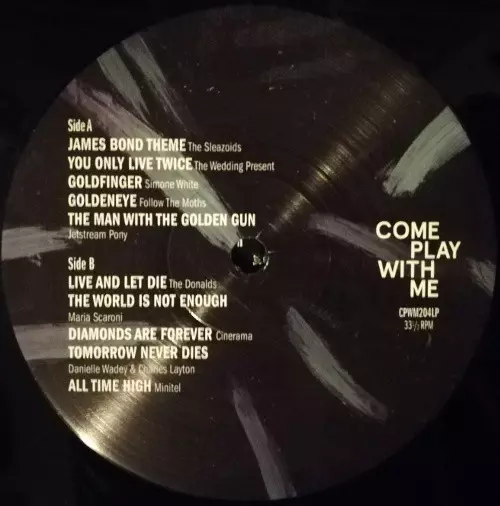 Side A
JAMES BOND THEME The Sleazoids
YOU ONLY LIVE TWICE The Wedding Present
GOLDFINGER Simone White
GOLDENEYE Follow The Moths
THE MAN WITH THE GOLDEN GUN
Jetstream Pony
Side B
LIVE AND LET DIE The Donalds
THE WORLD IS NOT ENOUGH
Maria Scaroni
DIAMONDS ARE FOREVER Cinerama
TOMORROW NEVER DIES
Danielle Wadey & Charles Layton
ALL TIME HIGH Minitel
COME
PLAY
WITH
ME
CPWM204LP
33⅓ RPM